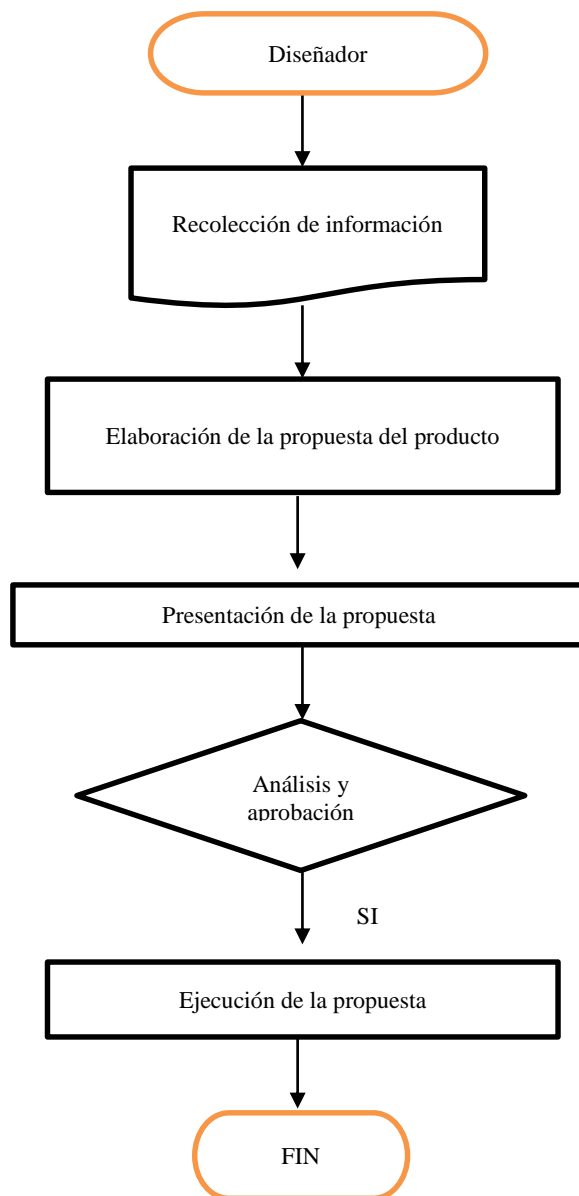 Diseñador
Recolección de información
Elaboración de la propuesta del producto
Presentación de la propuesta
Análisis y
aprobación
SI
Ejecución de la propuesta
FIN